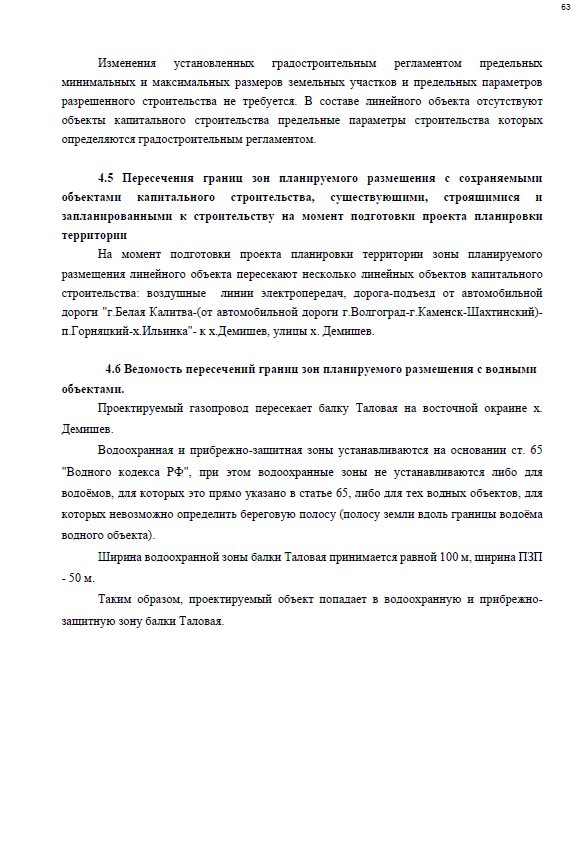 63
Изменения установленных градостроительным регламентом предельных
минимальных и максимальных размеров земельных участков и предельных параметров
разрешенного строительства не требуется. В составе линейного объекта отсутствуют
объекты капитального строительства предельные параметры строительства которых
определяются градостроительным регламентом.
4.5 Пересечения границ зон планируемого размещения с сохраняемыми
объектами капитального строительства, существующими, строящимися и
запланированными к строительству на момент подготовки проекта планировки
территории
На момент подготовки проекта планировки территории зоны планируемого
размещения линейного объекта пересекают несколько линейных объектов капитального
строительства: воздушные линии электропередач, дорога-подъезд от автомобильной
дороги "г.Белая Калитва-(от автомобильной дороги г.Волгоград-г.Каменск-Шахтинский)-
п.Горняцкий-х.Ильинка"- к х.Демишев, улицы х. Демишев.
4.6 Ведомость пересечений границ зон планируемого размещения с водными
объектами.
Проектируемый газопровод пересекает балку Таловая на восточной окраине х.
Демишев.
Водоохранная и прибрежно-защитная зоны устанавливаются на основании ст. 65
"Водного кодекса РФ", при этом водоохранные зоны не устанавливаются либо для
водоёмов, для которых это прямо указано в статье 65, либо для тех водных объектов, для
которых невозможно определить береговую полосу (полосу земли вдоль границы водоёма
водного объекта).
Ширина водоохранной зоны балки Таловая принимается равной 100 м, ширина ПЗП
- 50 м.
Таким образом, проектируемый объект попадает в водоохранную и прибрежно-
защитную зону балки Таловая.